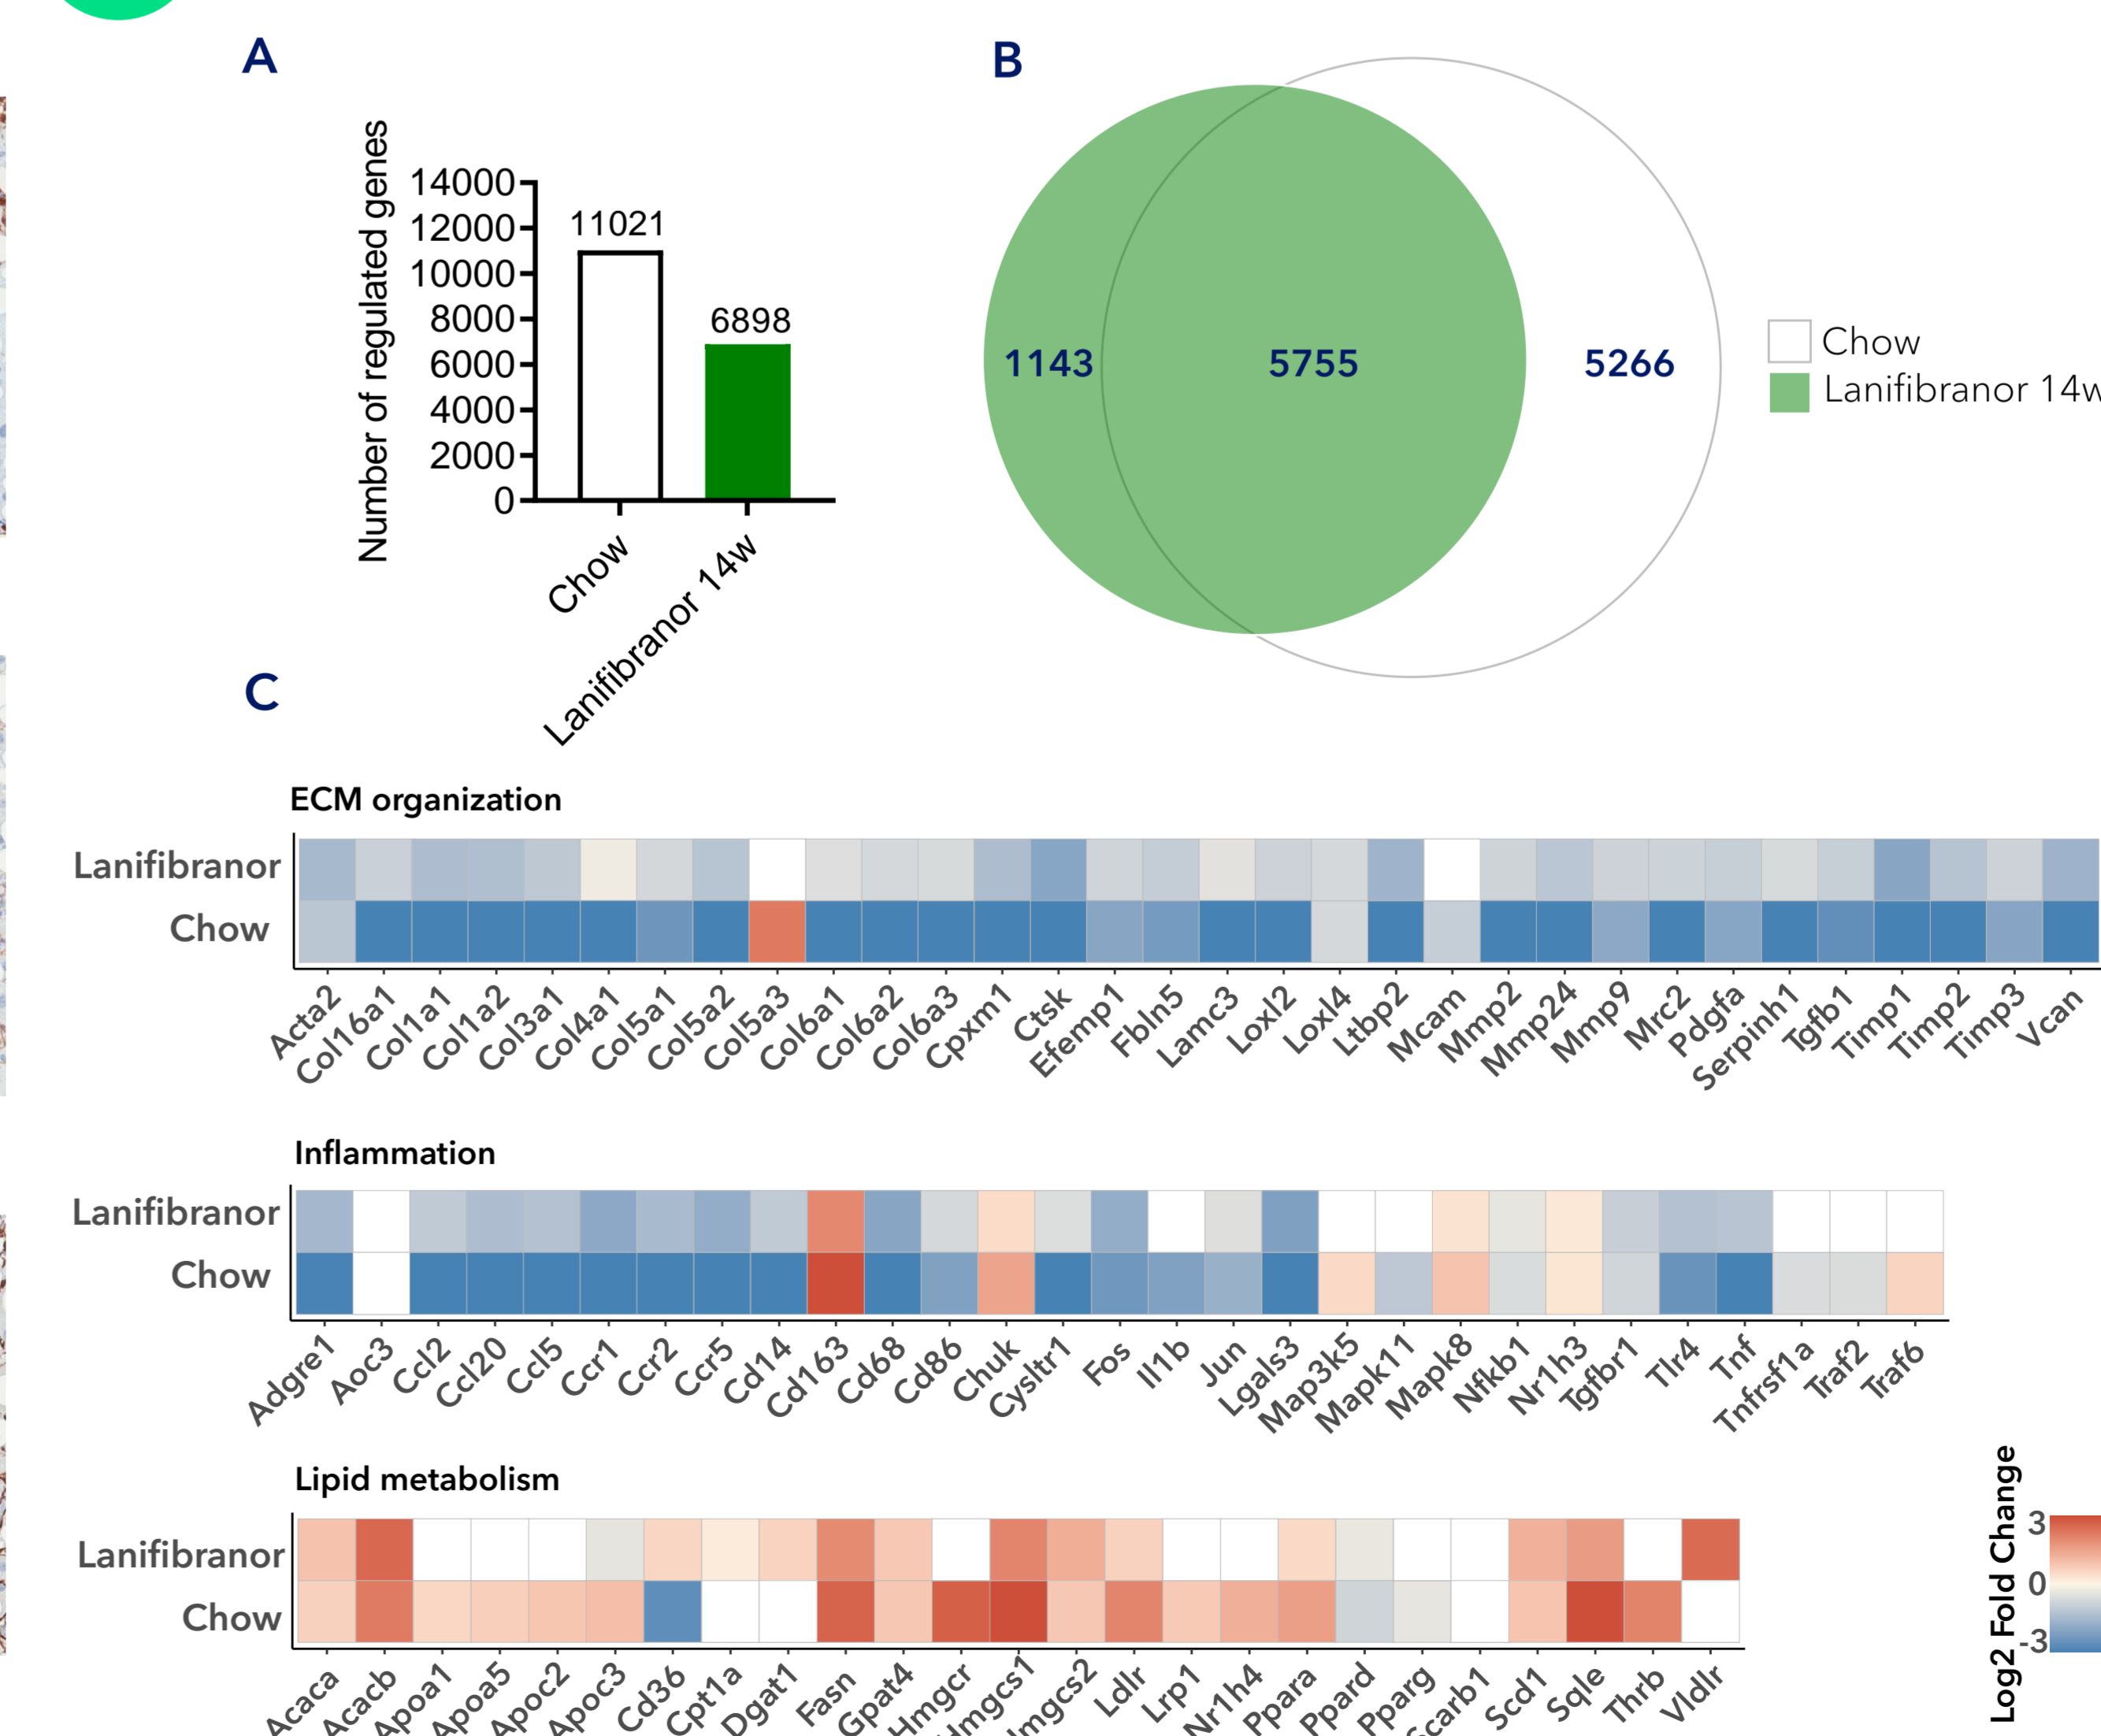 A
Number of regulated genes
14000
12000
10000
8000
6000
4000
2000
0
11021
6898
Chow
Lanifibranor 14w
B
1143
5755
5266
Chow
Lanifibranor 14w
C
ECM organization
Lanifibranor
Chow
Acta2
Col16a1
Col1a1
Col1a2
Col3a1
Col4a1
Col5a1
Col5a2
Col5a3
Col6a1
Col6a2
Col6a3
Cpxm1
Ctsk
Efemp1
Fbln5
Lamc3
Loxl2
Loxl4
Ltbp2
Mcam
Mmp2
Mmp24
Mmp9
Mrc2
Pdgfa
Serpinh1
Tgfb1
Timp1
Timp2
Timp3
Vcan
Inflammation
Lanifibranor
Chow
Adgre1
Aoc3
Ccl2
Ccl20
Ccl5
Ccr1
Ccr2
Ccr5
Cd14
Cd163
Cd68
Cd86
Chuk
Cysltr1
Fos
Il1b
Jun
Lgals3
Map3k5
Mapk11
Mapk8
Nfkb1
Nr1h3
Tgfbr1
Tlr4
Tnf
Tnfrsf1a
Traf2
Traf6
Lipid metabolism
Lanifibranor
Chow
Acaca
Acacb
Apoa1
Apoa5
Apoc2
Apoc3
Cd36
Cpt1a
Dgat1
Fasn
Gpat4
Hmgcr
Hmgcs1
Hmgcs2
Ldlr
Lrp1
Nr1h4
Ppara
Ppard
Pparg
Scarb1
Scd1
Sqle
Thrb
Vldlr
Log2 Fold Change
3
0
-3